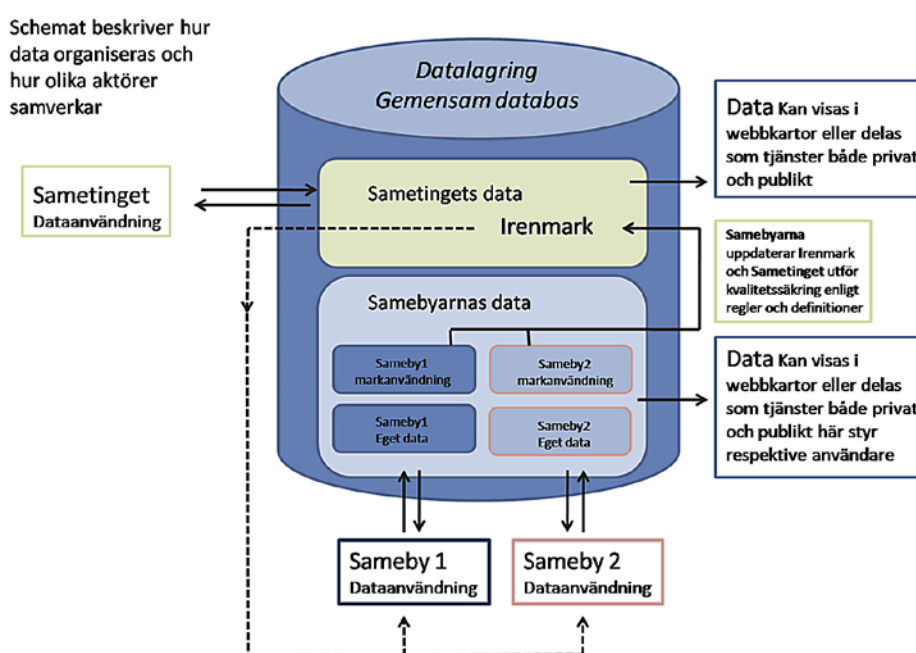 Schemat beskriver hur
data organiseras och
hur olika aktörer
samverkar
Datalagring
Gemensam databas
Data Kan visas i
webbkartor eller delas
som tjänster både privat
och publikt
Sametinget
Dataanvändning
Sametingets data
Irenmark
Samebyarna
uppdaterar Irenmark
och Sametinget utför
kvalitetssäkring enligt
regler och definitioner
Samebyarnas data
Sameby1
markanvändning
Sameby2
markanvändning
Sameby1
Eget data
Sameby2
Eget data
Data Kan visas i
webbkartor eller delas
som tjänster både privat
och publikt här styr
respektive användare
Sameby 1
Dataanvändning
Sameby 2
Dataanvändning